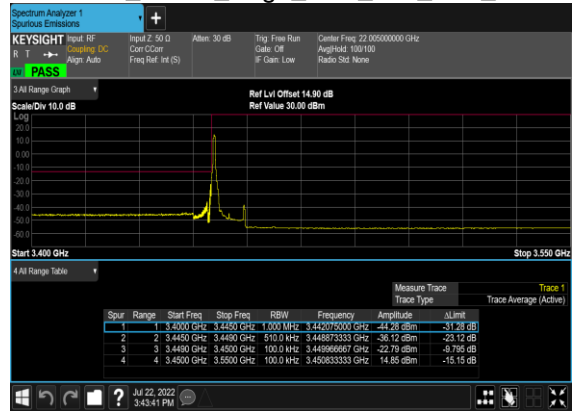 Spectrum Analyzer 1
Spurious Emissions
+
KEYSIGHT Input: RF Input Z: 50 Ω Atten: 30 dB Trig: Free Run Center Freq: 22.005000000 GHz
R T Coupling: DC Corr CCorr Gate: Off Avg|Hold: 100/100
Align: Auto Freq Ref: Int (S) IF Gain: Low Radio Std: None
PASS
3 All Range Graph
Ref Lvl Offset 14.90 dB
Scale/Div 10.0 dB Ref Value 30.00 dBm
Log
20.0
10.0
0.00
-10.0
-20.0
-30.0
-40.0
-50.0
-60.0
Start 3.400 GHz Stop 3.550 GHz
4 All Range Table
Measure Trace Trace 1
Trace Type Trace Average (Active)
Spur Range Start Freq Stop Freq RBW Frequency Amplitude ΔLimit
1 1 3.4000 GHz 3.4450 GHz 1.000 MHz 3.442075000 GHz -44.28 dBm -31.28 dB
2 2 3.4450 GHz 3.4490 GHz 510.0 kHz 3.448873333 GHz -36.12 dBm -23.12 dB
3 3 3.4490 GHz 3.4500 GHz 100.0 kHz 3.449966667 GHz -22.79 dBm -9.795 dB
4 4 3.4500 GHz 3.5500 GHz 100.0 kHz 3.450833333 GHz 14.85 dBm -15.15 dB
? Jul 22, 2022
3:43:41 PM